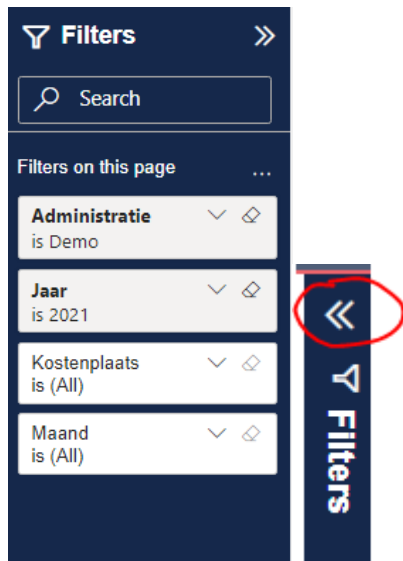 Filters
Search
Filters on this page
...
Administratie
is Demo
Jaar
is 2021
Kostenplaats
is (All)
Maand
is (All)
Filters